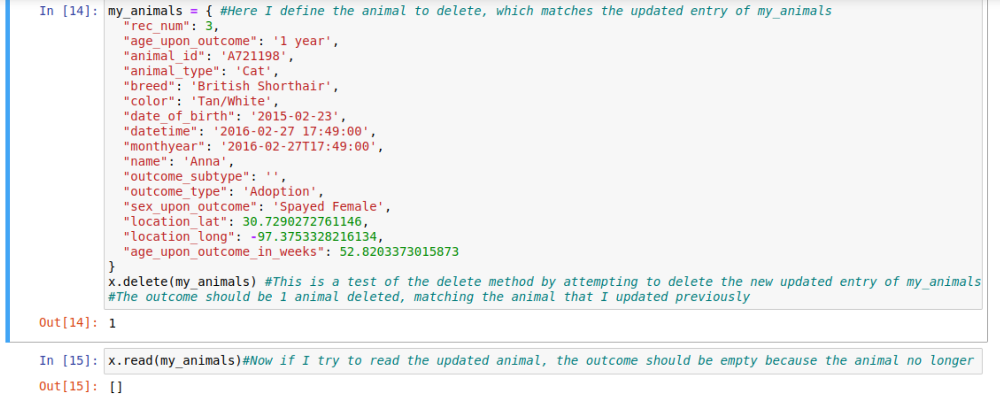 In [14]: my_animals = { #Here I define the animal to delete, which matches the updated entry of my_animals
"rec_num": 3,
"age_upon_outcome": '1 year',
"animal_id": 'A721198',
"animal_type": 'Cat',
"breed": 'British Shorthair',
"color": 'Tan/White',
"date_of_birth": '2015-02-23',
"datetime": '2016-02-27 17:49:00',
"monthyear": '2016-02-27T17:49:00',
"name": 'Anna',
"outcome_subtype": '',
"outcome_type": 'Adoption',
"sex_upon_outcome": 'Spayed Female',
"location_lat": 30.7290272761146,
"location_long": -97.3753328216134,
"age_upon_outcome_in_weeks": 52.8203373015873
}
x.delete(my_animals) #This is a test of the delete method by attempting to delete the new updated entry of my_animals
#The outcome should be 1 animal deleted, matching the animal that I updated previously
Out[14]: 1
In [15]: x.read(my_animals)#Now if I try to read the updated animal, the outcome should be empty because the animal no longer
Out[15]: []